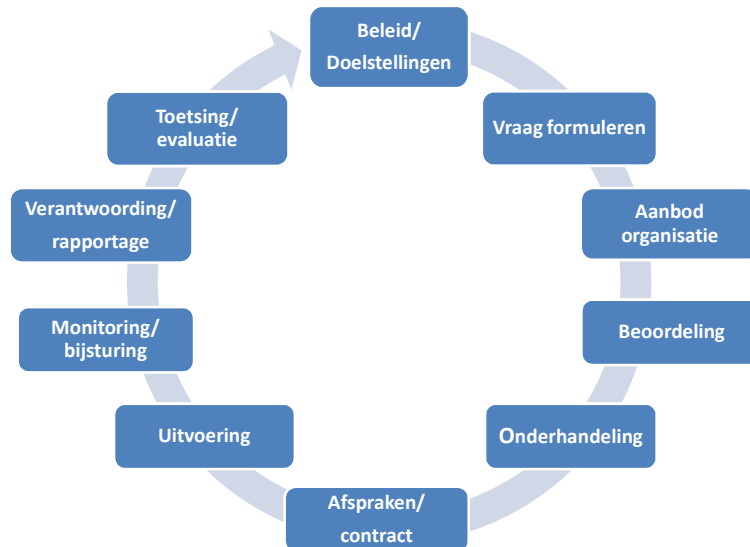 Beleid/
Doelstellingen
Vraag formuleren
Aanbod
organisatie
Beoordeling
Onderhandeling
Afspraken/
contract
Uitvoering
Monitoring/
bijsturing
Verantwoording/
rapportage
Toetsing/
evaluatie